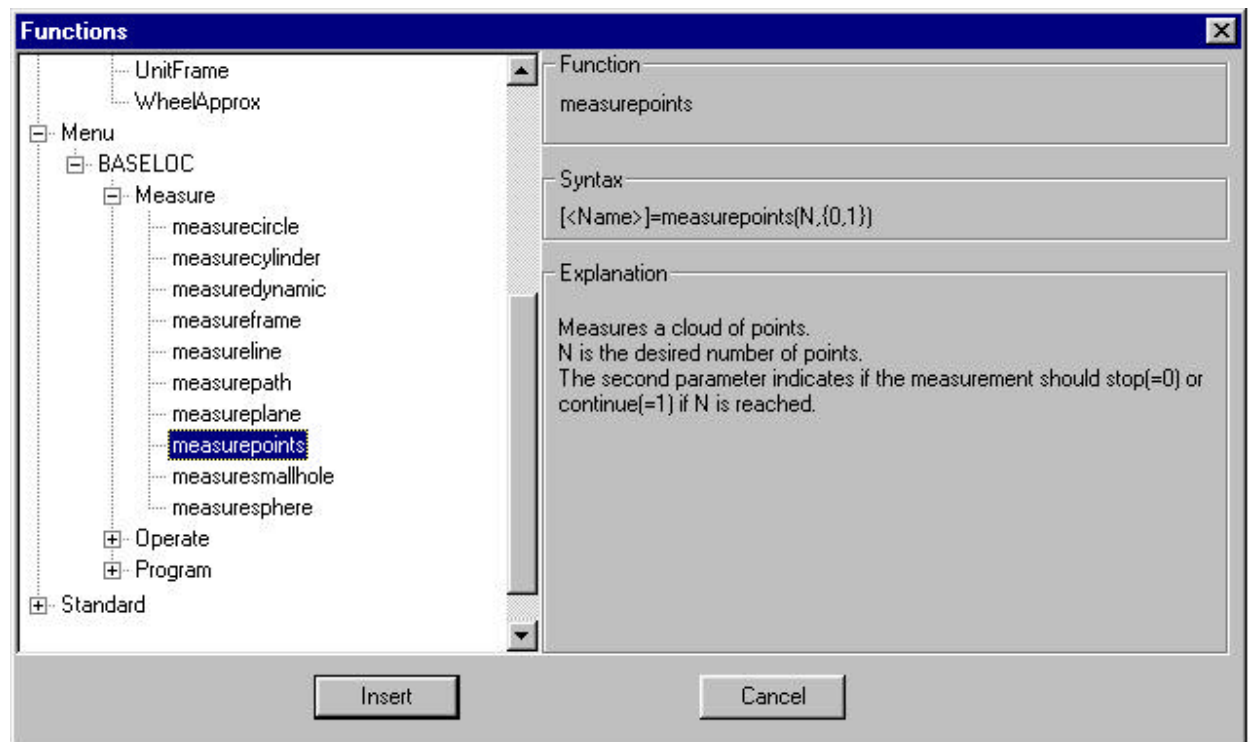 Functions
UnitFrame
WheelApprox
Menu
BASELOC
Measure
measurecircle
measurecylinder
measuredynamic
measureframe
measureline
measurepath
measureplane
measurepoints
measuresmallhole
measuresphere
Operate
Program
Standard
Function
measurepoints
Syntax
[<Name>]=measurepoints(N,{0,1})
Explanation
Measures a cloud of points.
N is the desired number of points.
The second parameter indicates if the measurement should stop(=0) or
continue(=1) if N is reached.
Insert
Cancel